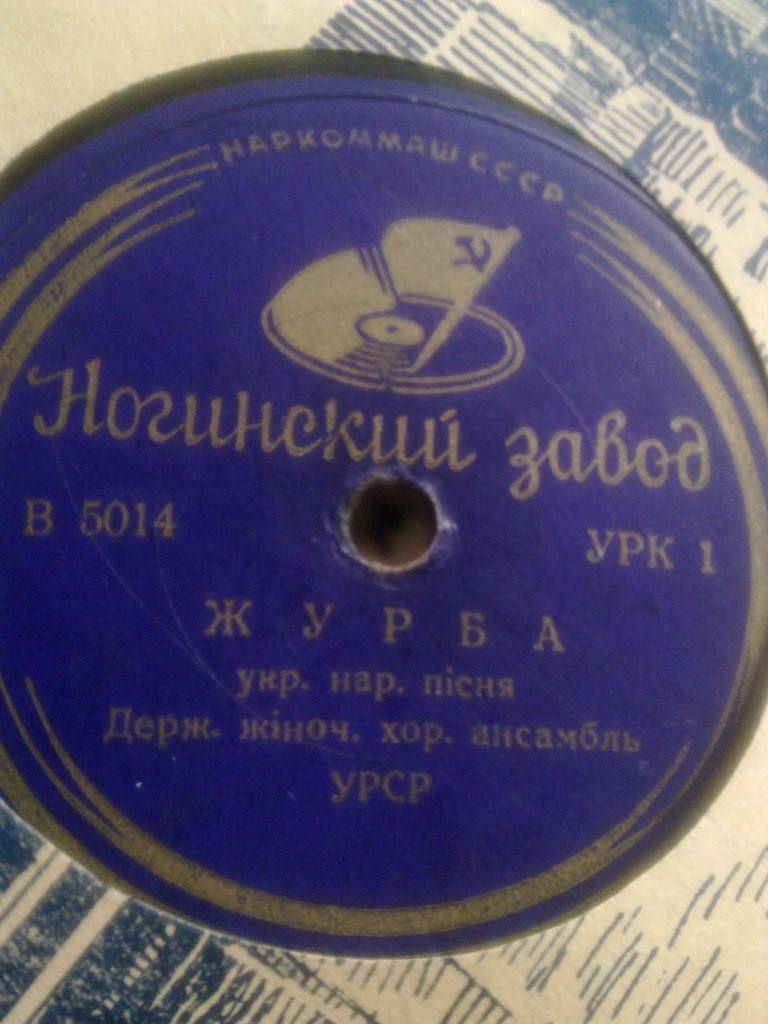 НАРКОММАШ СССР
Ногинский завод
В 5014
УРК 1
ЖУРБА
укр. нар. пісня
Держ. жіноч. хор. ансамбль
УРСР